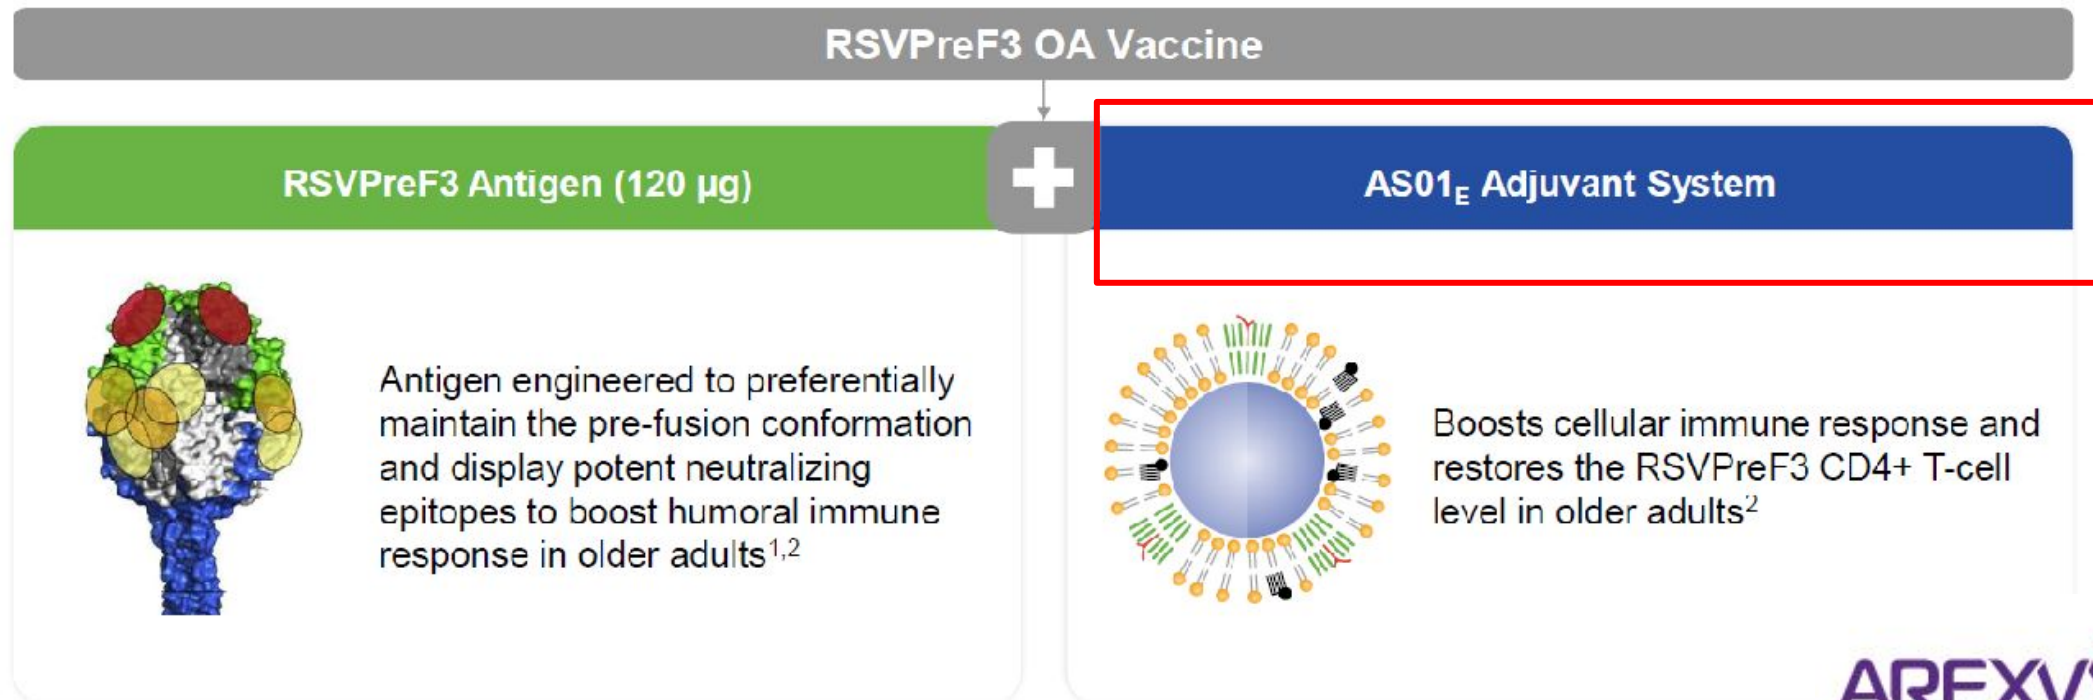 RSVPreF3 OA Vaccine
RSVPreF3 Antigen (120 µg)
AS01E Adjuvant System
Antigen engineered to preferentially
maintain the pre-fusion conformation
and display potent neutralizing
epitopes to boost humoral immune
response in older adults1,2
Boosts cellular immune response and
restores the RSVPreF3 CD4+ T-cell
level in older adults2